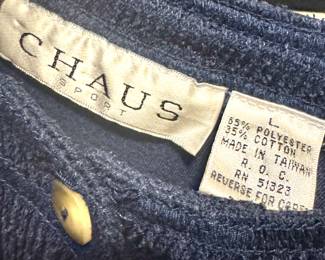 CHAUS
SPORT
L
65% POLYESTER
35% COTTON
MADE IN TAIWAN
R. O. C.
RN 51323
REVERSE FOR CARE